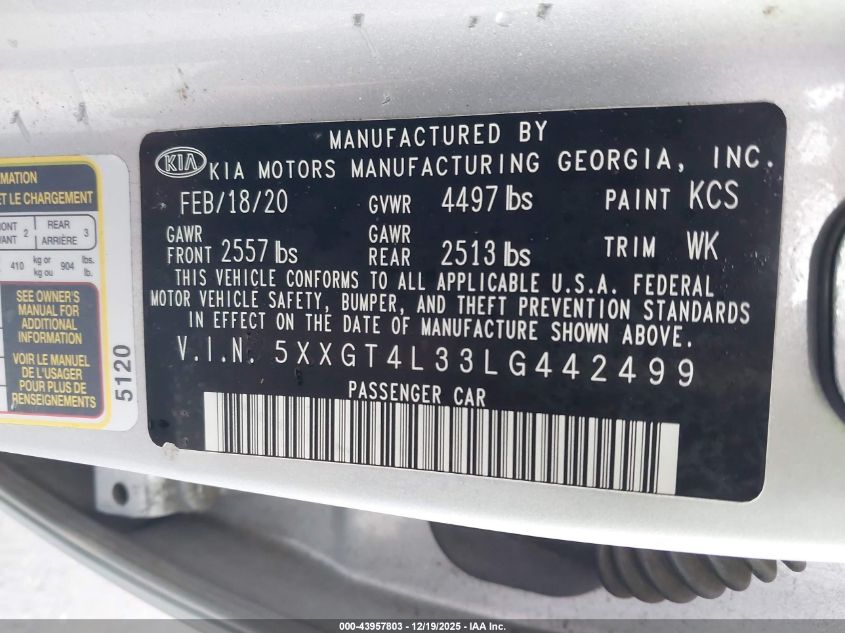 MANUFACTURED BY
KIA KIA MOTORS MANUFACTURING GEORGIA, INC.
FEB/18/20 GVWR 4497 lbs PAINT KCS
GAWR GAWR
FRONT 2557 lbs REAR 2513 lbs TRIM WK
THIS VEHICLE CONFORMS TO ALL APPLICABLE U.S.A. FEDERAL
MOTOR VEHICLE SAFETY, BUMPER, AND THEFT PREVENTION STANDARDS
IN EFFECT ON THE DATE OF MANUFACTURE SHOWN ABOVE.
V.I.N. 5XXGT4L33LG442499
PASSENGER CAR
ET LE CHARGEMENT
2 REAR 3
ARRIÈRE
410 kg or 904 lbs.
kg ou lb.
SEE OWNER'S
MANUAL FOR
ADDITIONAL
INFORMATION
VOIR LE MANUEL
DE L'USAGER
POUR PLUS DE
RENSEIGNEMENTS
5120
000-43957803 - 12/19/2025 - IAA, Inc.